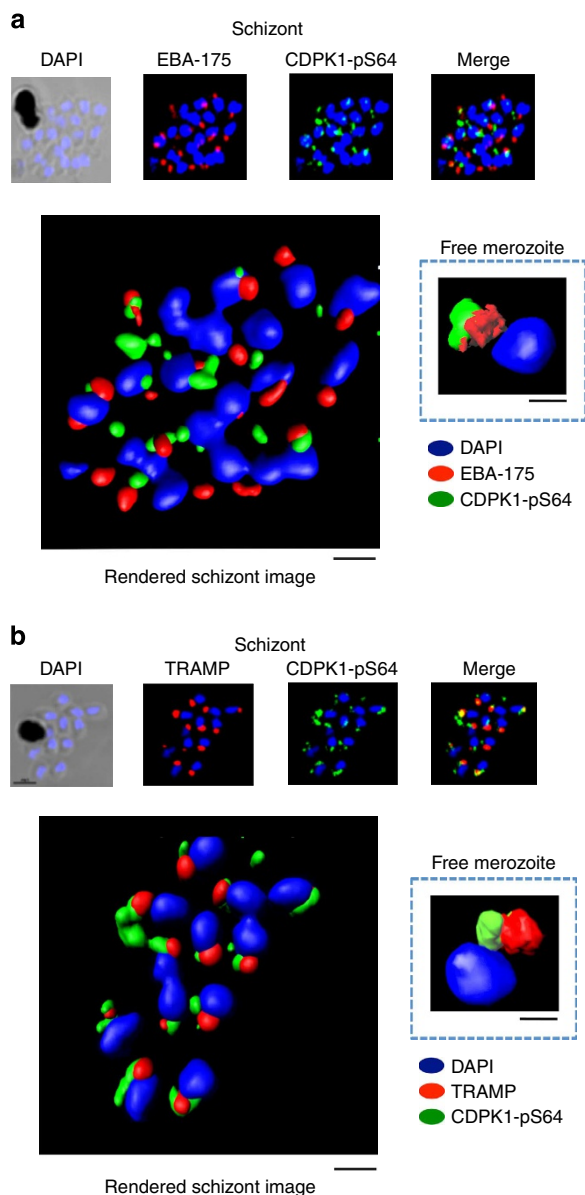 a
Schizont
DAPI EBA-175 CDPK1-pS64 Merge
Free merozoite
DAPI
EBA-175
CDPK1-pS64
Rendered schizont image
b
Schizont
DAPI TRAMP CDPK1-pS64 Merge
Free merozoite
DAPI
TRAMP
CDPK1-pS64
Rendered schizont image